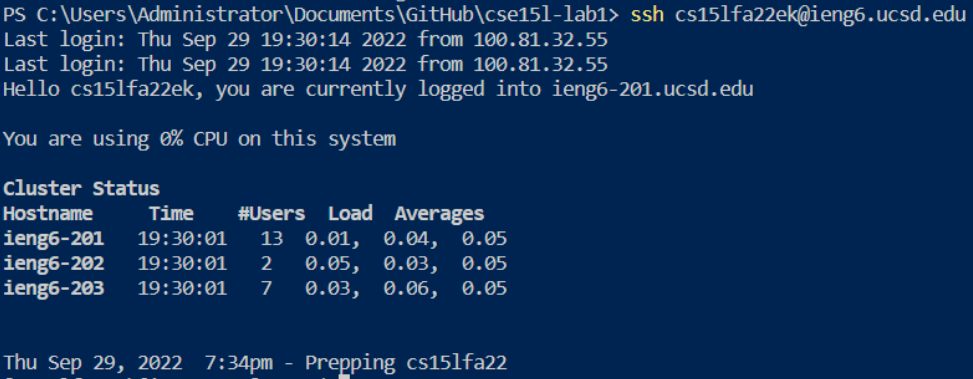 PS C:\Users\Administrator\Documents\GitHub\cse15l-lab1> ssh cs15lfa22ek@ieng6.ucsd.edu
Last login: Thu Sep 29 19:30:14 2022 from 100.81.32.55
Last login: Thu Sep 29 19:30:14 2022 from 100.81.32.55
Hello cs15lfa22ek, you are currently logged into ieng6-201.ucsd.edu
You are using 0% CPU on this system
Cluster Status
Hostname     Time    #Users  Load  Averages
ieng6-201   19:30:01   13  0.01,  0.04,  0.05
ieng6-202   19:30:01   2   0.05,  0.03,  0.05
ieng6-203   19:30:01   7   0.03,  0.06,  0.05
Thu Sep 29, 2022  7:34pm - Prepping cs15lfa22